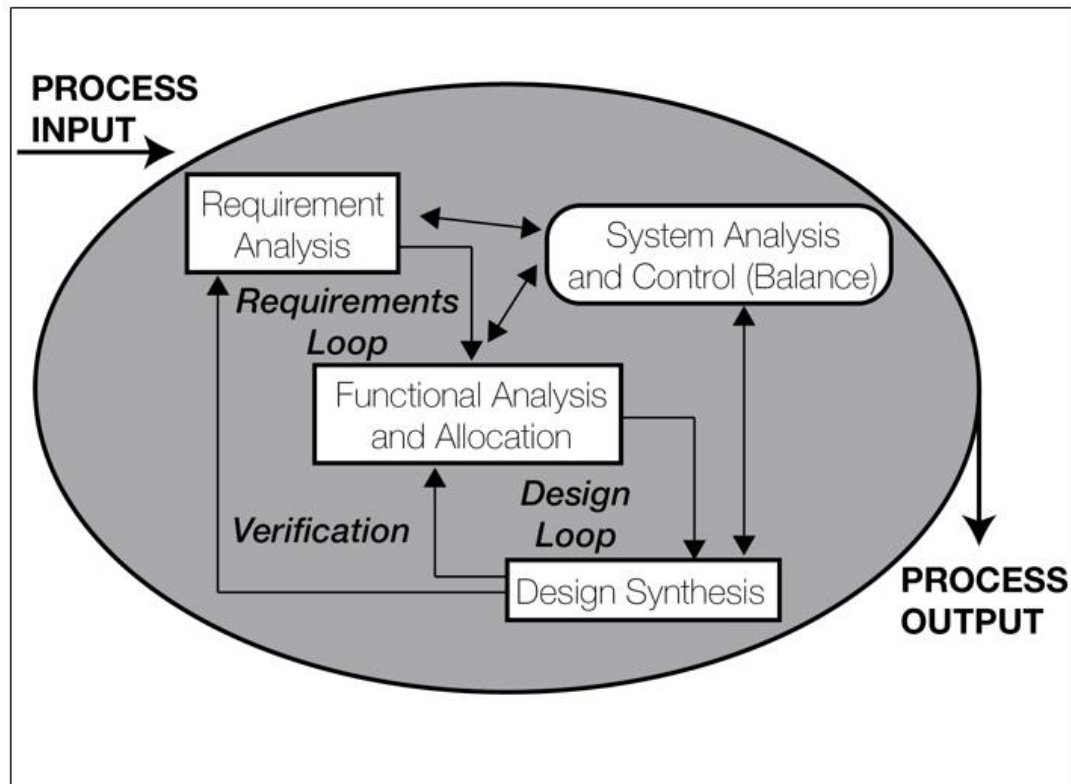 PROCESS
INPUT
Requirement
Analysis
System Analysis
and Control (Balance)
Requirements
Loop
Functional Analysis
and Allocation
Design
Loop
Verification
Design Synthesis
PROCESS
OUTPUT